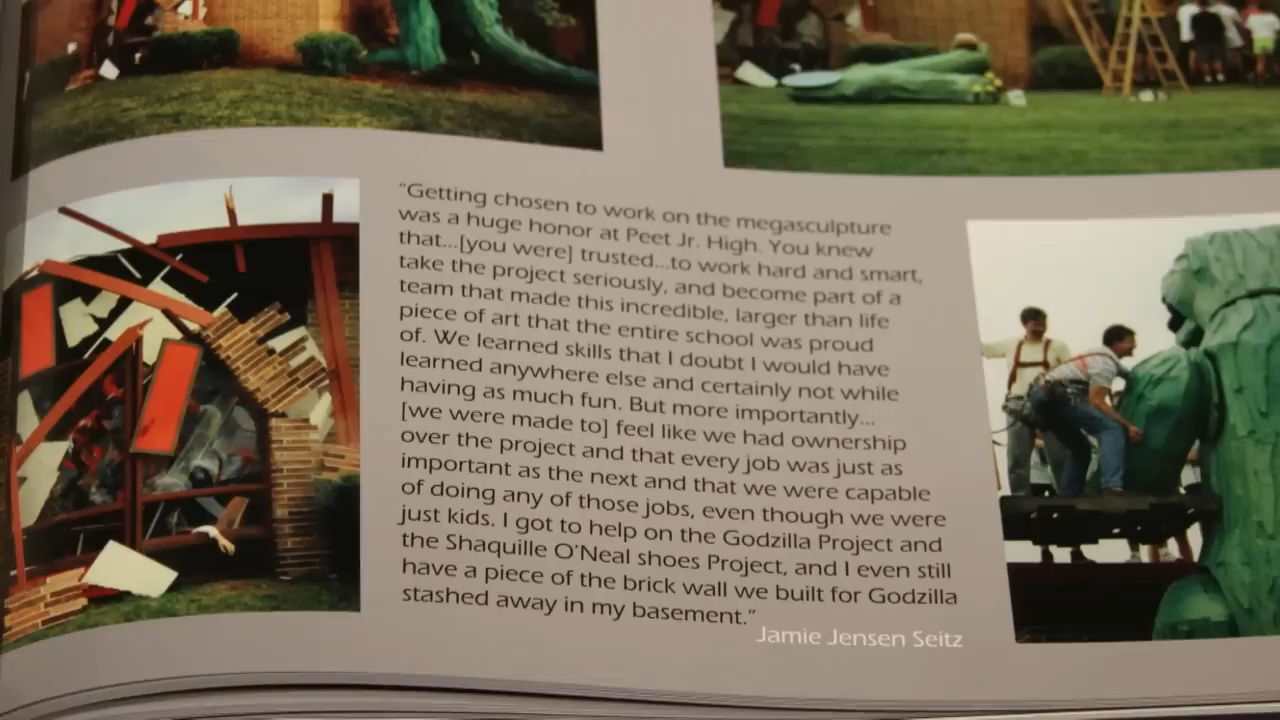 “Getting chosen to work on the megasculpture
was a huge honor at Peet Jr. High. You knew
that...[you were] trusted...to work hard and smart,
take the project seriously, and become part of a
team that made this incredible, larger than life
piece of art that the entire school was proud
of. We learned skills that I doubt I would have
learned anywhere else and certainly not while
having as much fun. But more importantly...
[we were made to] feel like we had ownership
over the project and that every job was just as
important as the next and that we were capable
of doing any of those jobs, even though we were
just kids. I got to help on the Godzilla Project and
the Shaquille O’Neal shoes Project, and I even still
have a piece of the brick wall we built for Godzilla
stashed away in my basement.”
Jamie Jensen Seitz